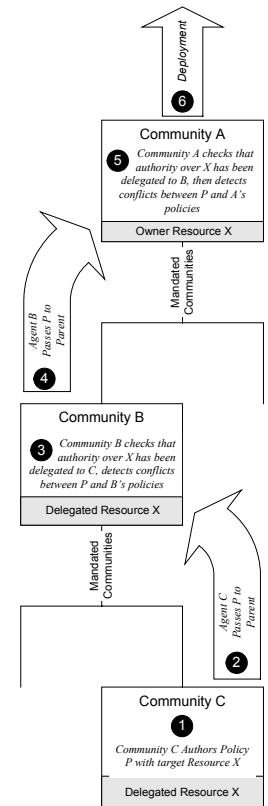 Deployment
6
Community A
5
Community A checks that
authority over X has been
delegated to B, then detects
conflicts between P and A's
policies
Owner Resource X
Mandated
Communities
Agent B
Passes P to
Parent
4
Community B
3
Community B checks that
authority over X has been
delegated to C, detects conflicts
between P and B's policies
Delegated Resource X
Mandated
Communities
Agent C
Passes P to
Parent
2
Community C
1
Community C Authors Policy
P with target Resource X
Delegated Resource X